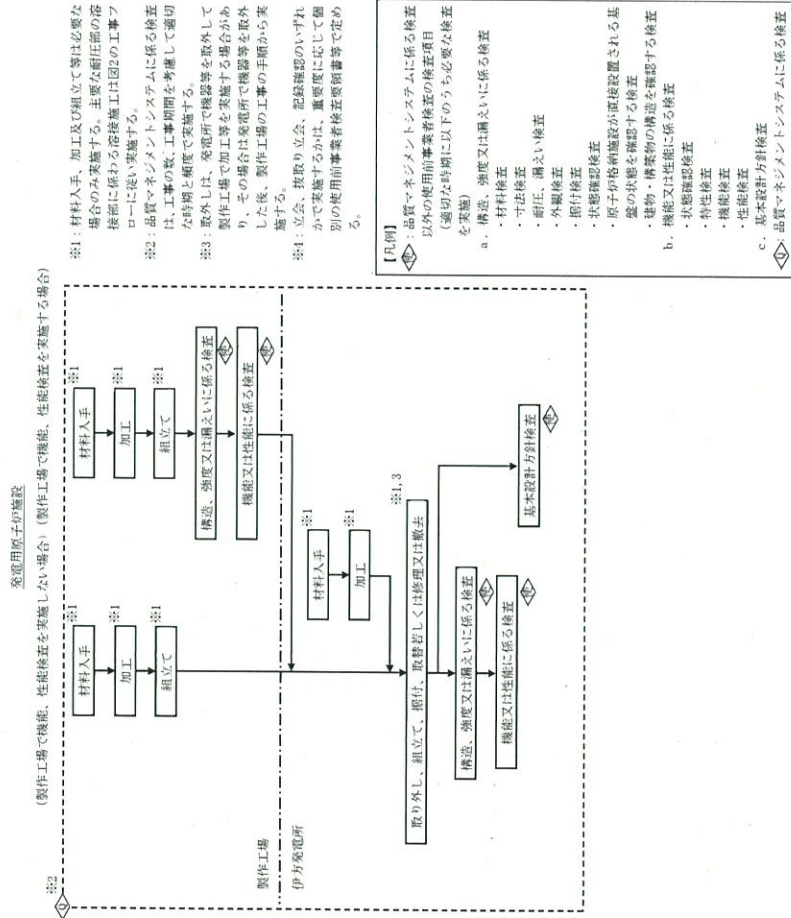 発電用原子炉施設
(製作工場で機能、性能検査を実施しない場合)
(製作工場で機能、性能検査を実施する場合)
※2
Q
材料入手
※1
加工
※1
組立て
※1
材料入手
※1
加工
※1
組立て
※1
構造、強度又は漏えいに係る検査
使
機能又は性能に係る検査
使
製作工場
伊方発電所
材料入手
※1
加工
※1
※1,3
取り外し、組立て、据付、取替若しくは修理又は撤去
構造、強度又は漏えいに係る検査
使
機能又は性能に係る検査
使
基本設計方針検査
使
※1:材料入手、加工及び組立て等は必要な
場合のみ実施する。主要な耐圧部の溶
接部に係わる溶接施工は図2の工事フ
ローに従い実施する。
※2:品質マネジメントシステムに係る検査
は、工事の数、工事期間を考慮して適切
な時期と頻度で実施する。
※3:取外しは、発電所で機器等を取外して
製作工場で加工等を実施する場合があ
り、その場合は発電所で機器等を取外
した後、製作工場の工事の手順から実
施する。
※4:立会、抜取り立会、記録確認のいずれ
かで実施するかは、重要度に応じて個
別の使用前事業者検査要領書等で定め
る。
【凡例】
使:品質マネジメントシステムに係る検査
以外の使用前事業者検査の検査項目
(適切な時期に以下のうち必要な検査
を実施)
a.構造、強度又は漏えいに係る検査
・材料検査
・寸法検査
・耐圧、漏えい検査
・外観検査
・据付検査
・状態確認検査
・原子炉格納施設が直接設置される基
盤の状態を確認する検査
・建物・構築物の構造を確認する検査
b.機能又は性能に係る検査
・状態確認検査
・特性検査
・機能検査
・性能検査
c.基本設計方針検査
Q:品質マネジメントシステムに係る検査